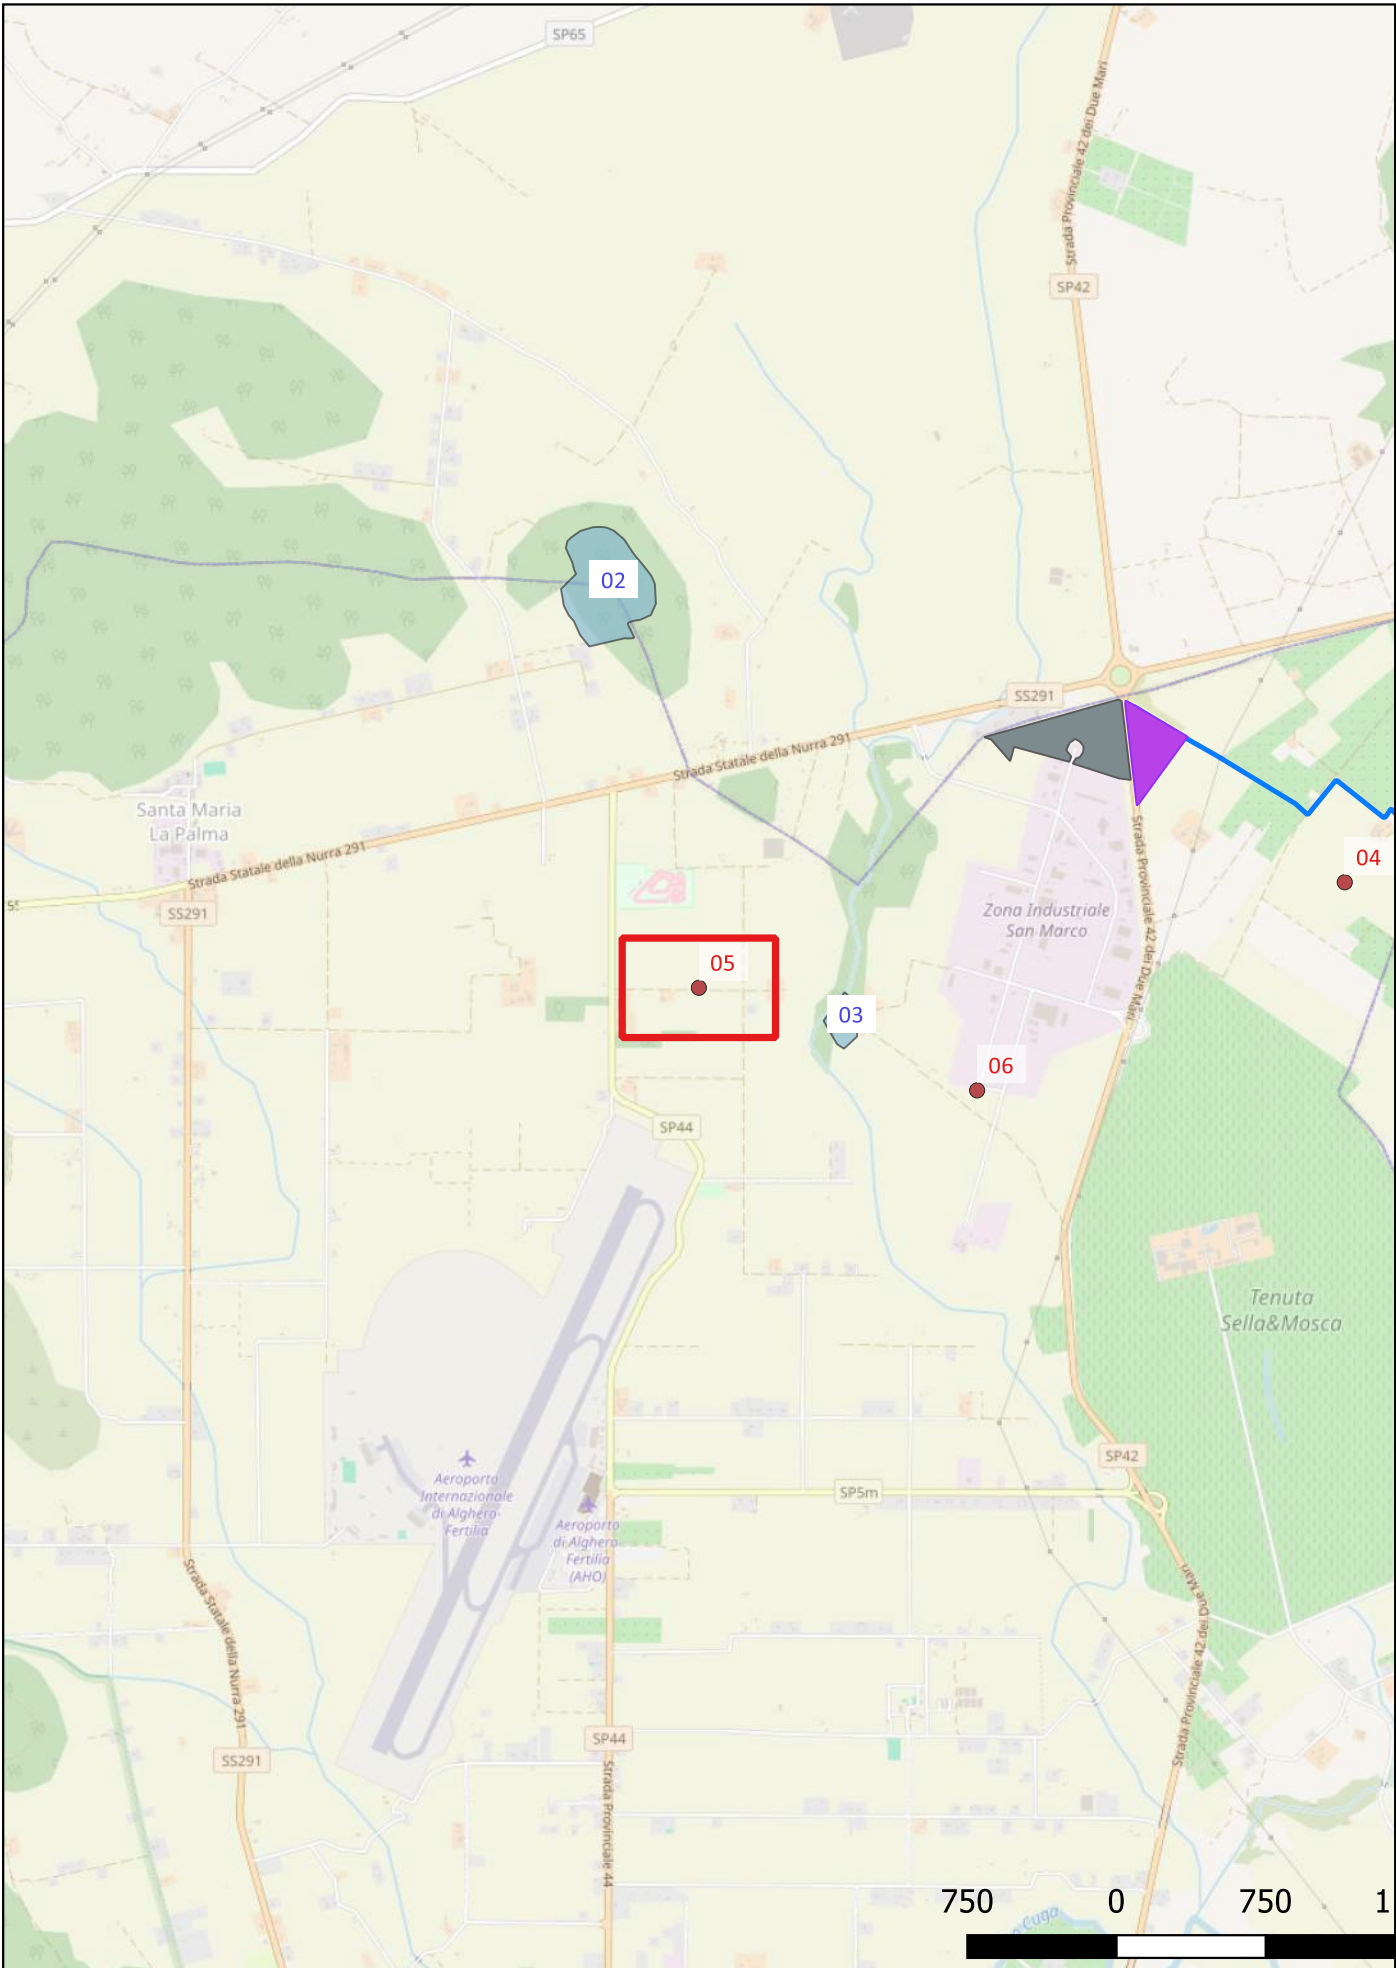 SP65
Strada Provinciale 42 dei Due Mari
SP42
02
SS291
Strada Statale della Nurra 291
Santa Maria
La Palma
Strada Statale della Nurra 291
SS291
04
Zona Industriale
San Marco
Strada Provinciale 42 dei Due Mari
05
03
06
SP44
Tenuta
Sella&Mosca
SP42
Aeroporto
Internazionale
di Alghero-
Fertilia
SP5m
Aeroporto
di Alghero-
Fertilia
(AHO)
Strada Statale della Nurra 291
Strada Provinciale 42 dei Due Mari
SP44
SS291
Strada Provinciale 44
Cuga
750 0 750 1